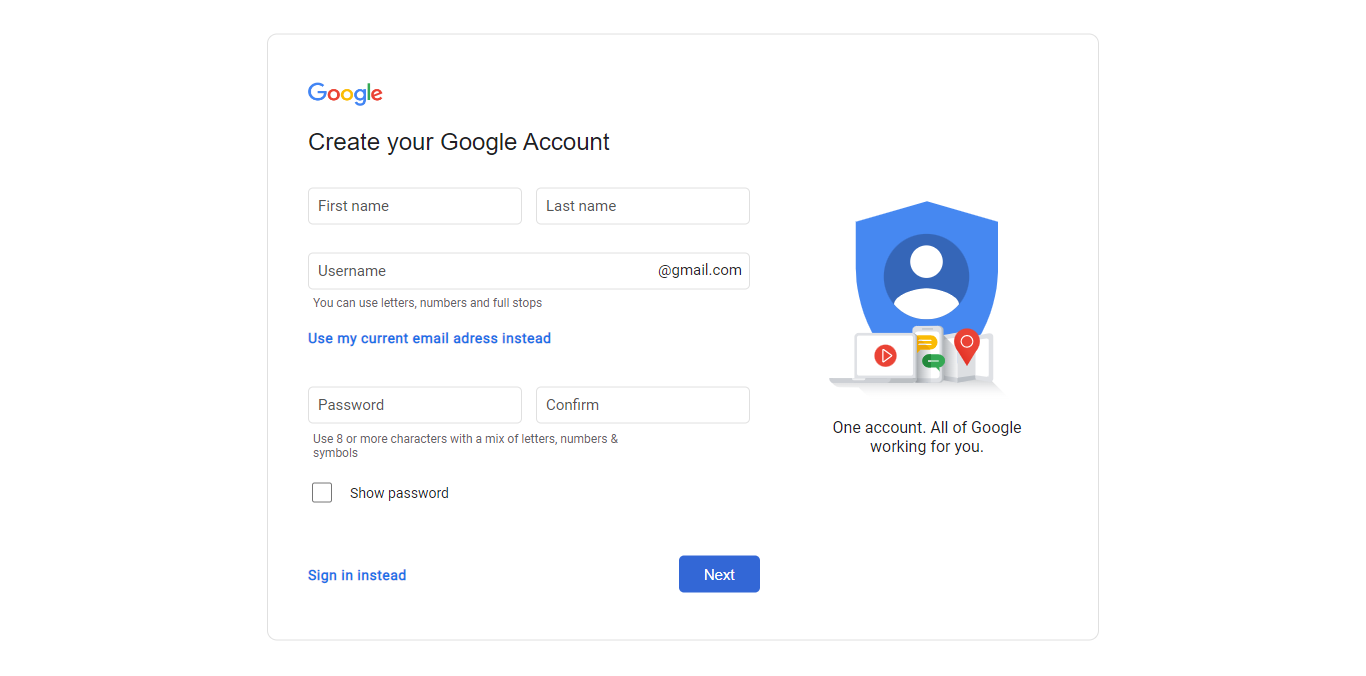 Google
Create your Google Account
First name
Last name
Username
@gmail.com
You can use letters, numbers and full stops
Use my current email adress instead
Password
Confirm
Use 8 or more characters with a mix of letters, numbers &
symbols
Show password
Sign in instead
Next
One account. All of Google
working for you.